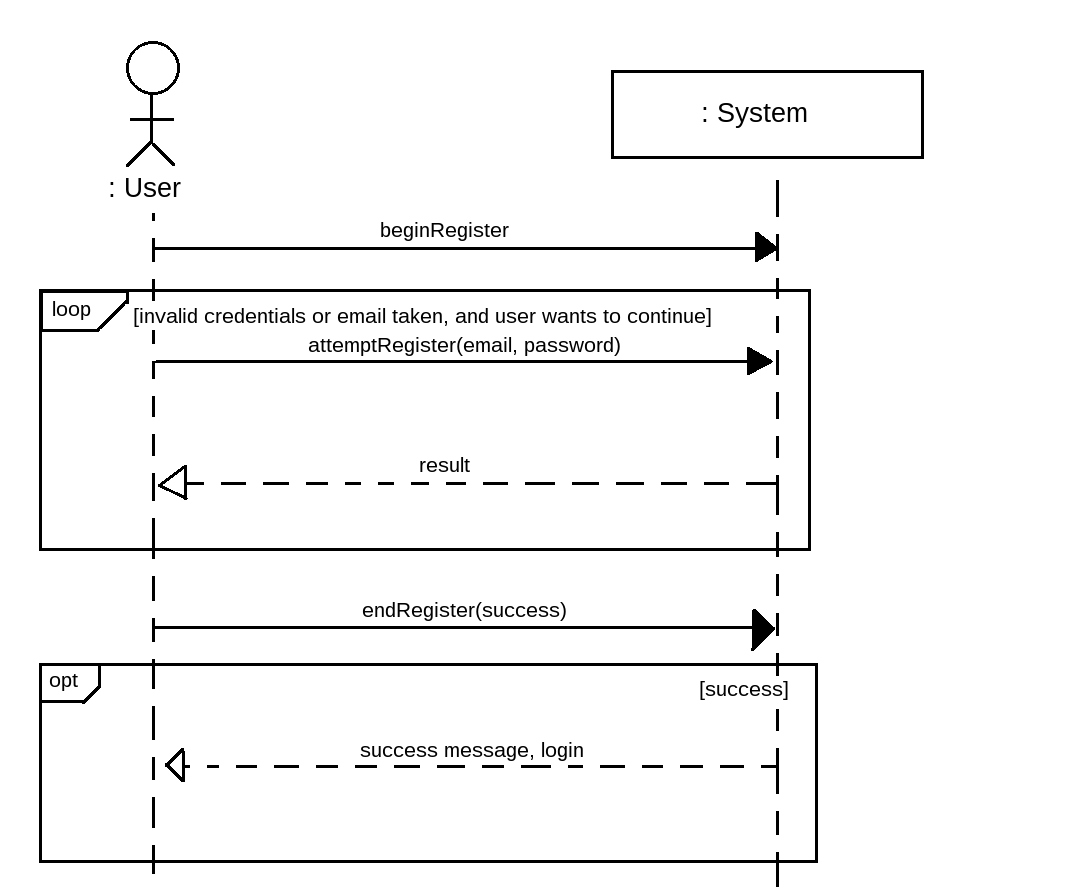 : System
: User
beginRegister
loop
[invalid credentials or email taken, and user wants to continue]
attemptRegister(email, password)
result
endRegister(success)
opt
[success]
success message, login